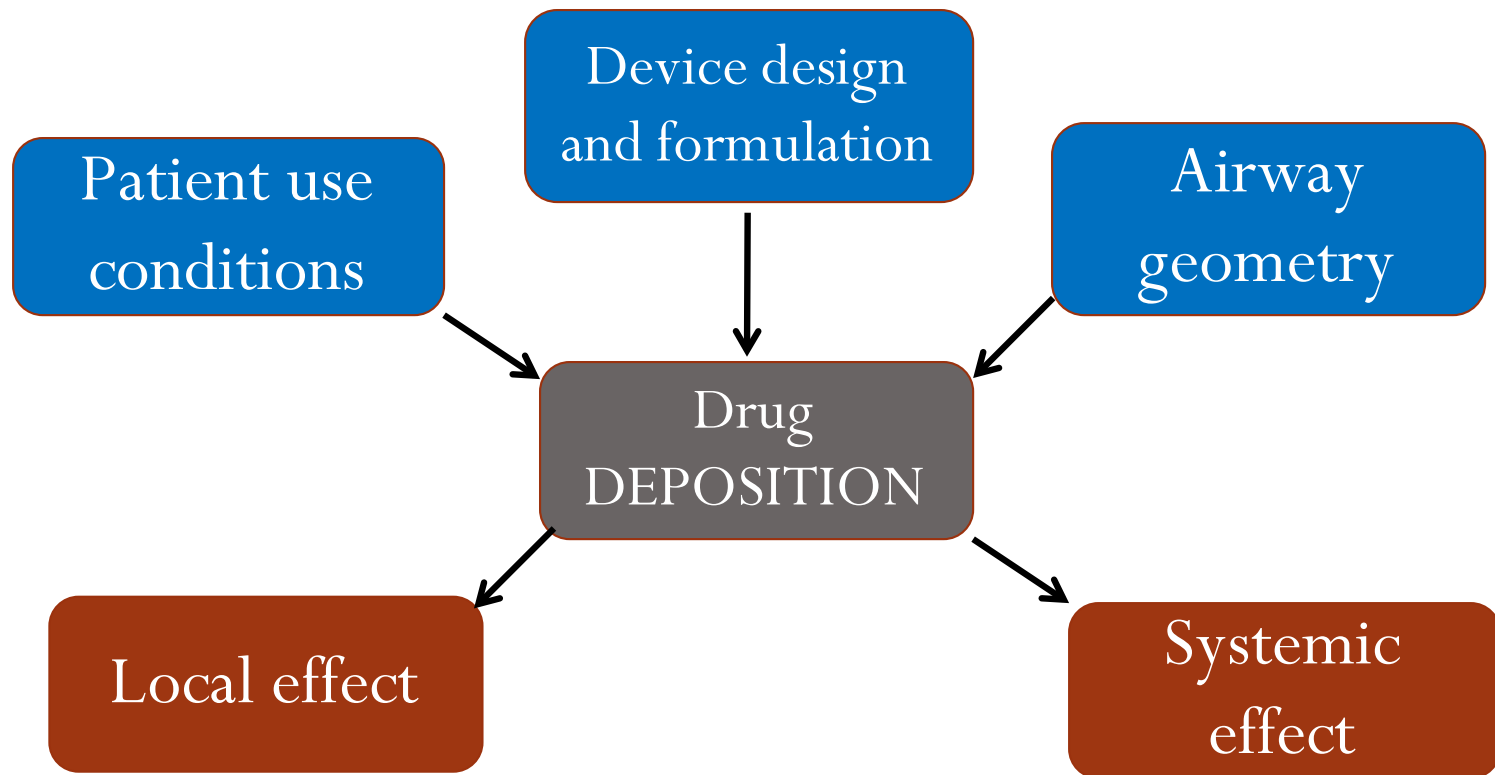 Device design
and formulation
Patient use
conditions
Airway
geometry
Drug
DEPOSITION
Local effect
Systemic
effect